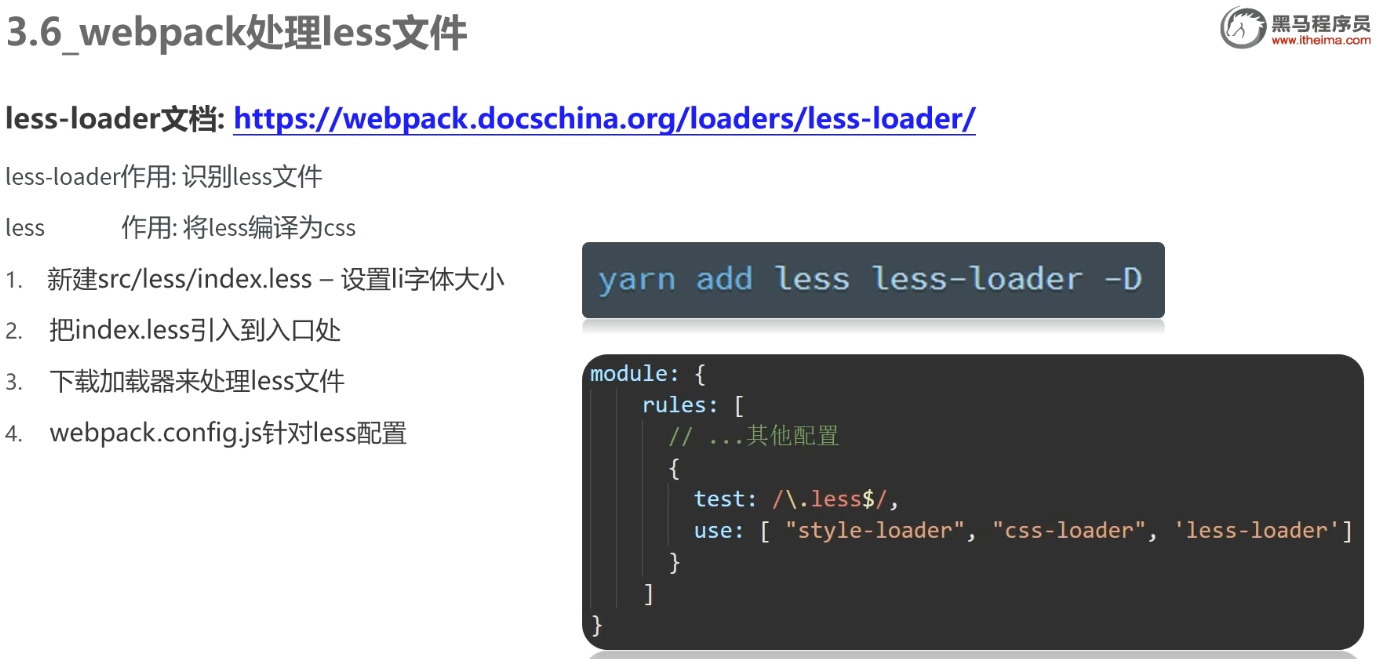 3.6_webpack处理less文件
黑马程序员
www.itheima.com
less-loader文档: https://webpack.docschina.org/loaders/less-loader/
less-loader作用: 识别less文件
less 作用: 将less编译为css
1. 新建src/less/index.less – 设置li字体大小
2. 把index.less引入到入口处
3. 下载加载器来处理less文件
4. webpack.config.js针对less配置
yarn add less less-loader -D
module: {
rules: [
// ...其他配置
{
test: /\.less$/,
use: [ "style-loader", "css-loader", 'less-loader']
}
]
}